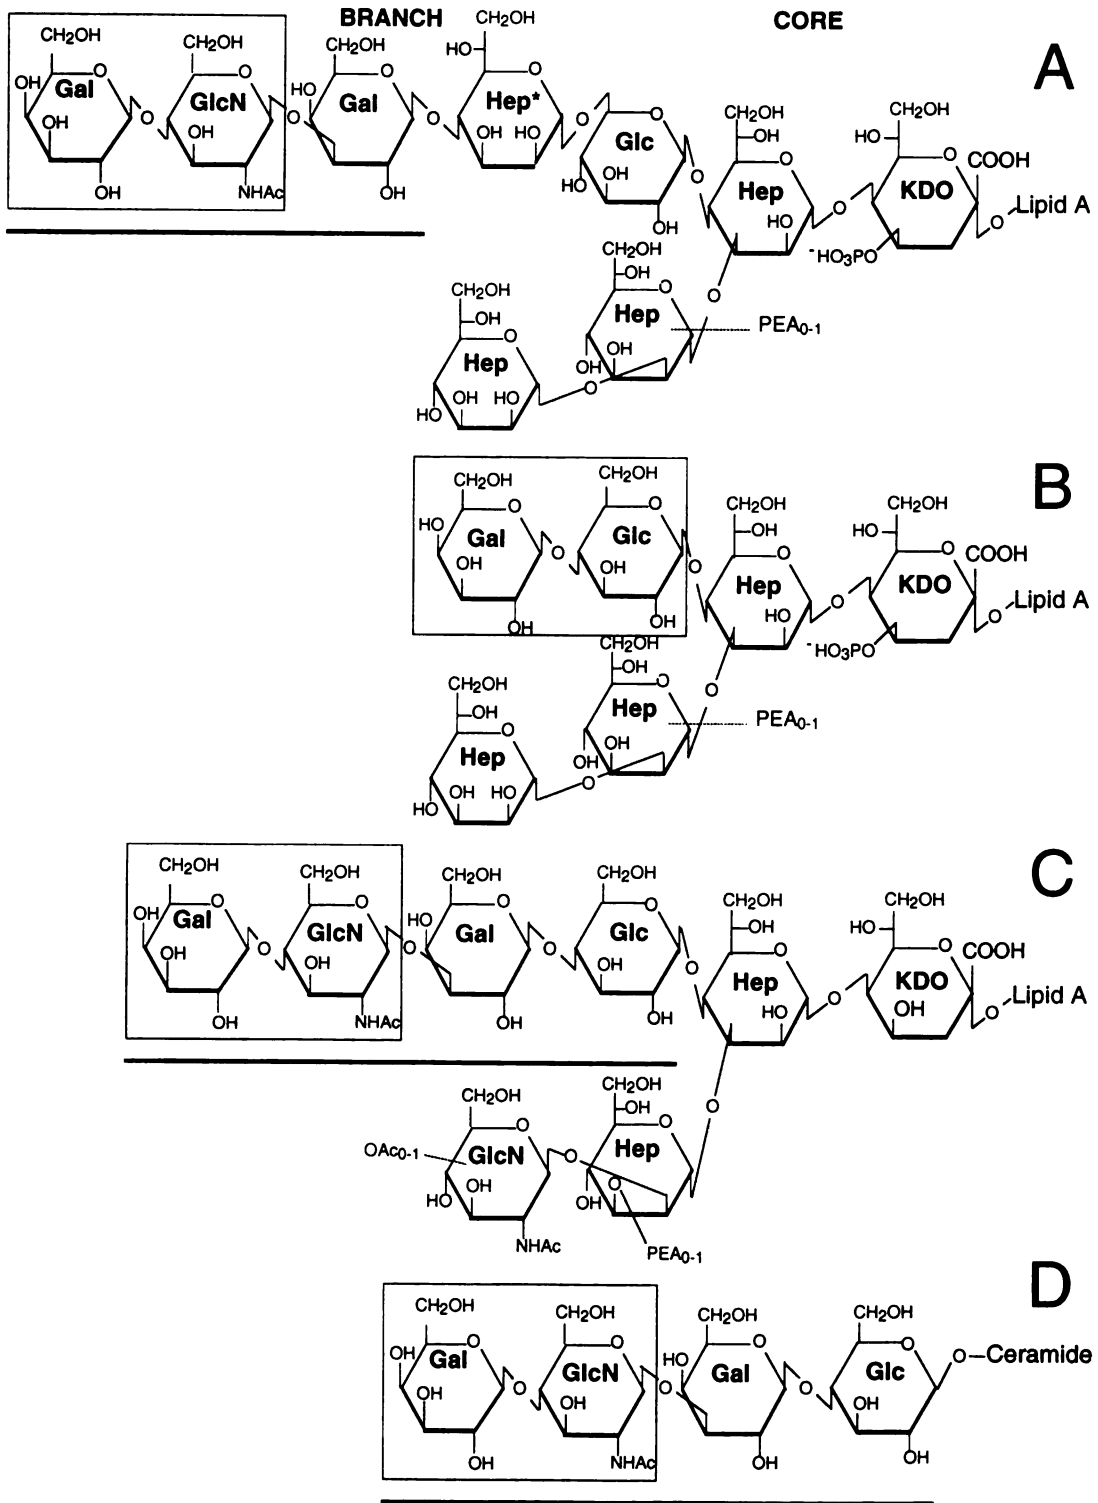 BRANCH CORE
A
CH2OH CH2OH CH2OH CH2OH
HO
OH Gal O GlcN O HO Gal O Hep* O
OH O OH O O OH HO O Glc O CH2OH OH CH2OH HO
OH NHAc OH HO OH OH O Hep O HO O KDO O COOH O Lipid A
-HO3PO
CH2OH
OH
CH2OH Hep O O PEA0-1
OH
Hep O OH OH
OH HO O
HO
B
CH2OH CH2OH CH2OH CH2OH
OH HO
HO Gal O Glc O Hep O KDO O COOH
OH O OH O HO O O Lipid A
OH OH -HO3PO
CH2OH
OH
CH2OH Hep O O PEA0-1
OH
Hep O OH OH
OH HO O
HO
C
CH2OH CH2OH CH2OH CH2OH CH2OH CH2OH
OH HO
OH Gal O GlcN O HO Gal O Glc O Hep O KDO O COOH
OH O OH O O OH O HO O OH O Lipid A
OH NHAc OH OH
CH2OH CH2OH
OH O
OAc0-1 GlcN O Hep O
HO OH O OH O
NHAc PEA0-1
D
CH2OH CH2OH CH2OH CH2OH
OH Gal O GlcN O HO Gal O Glc O O Ceramide
OH O OH O O OH
OH NHAc OH OH